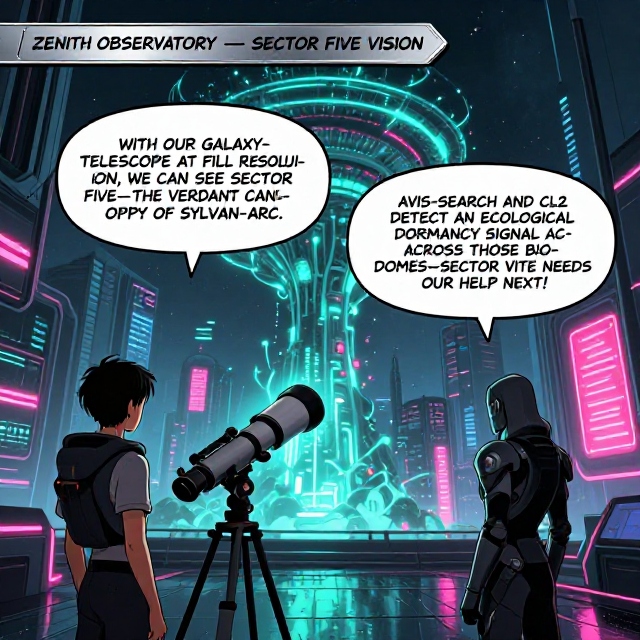 ZENITH OBSERVATORY — SECTOR FIVE VISION
WITH OUR GALAXY-
TELESCOPE AT FILL RESOLUI-
ION, WE CAN SEE SECTOR
FIVE—THE VERDANT CAN'-
OPPY OF SYLVAN-ARC.
AVIS-SEARCH AND CL2
DETECT AN ECOLOGICAL
DORMANCY SIGNAL AC-
ACROSS THOSE BIO-
DOMES—SECTOR VITE NEEDS
OUR HELP NEXT!